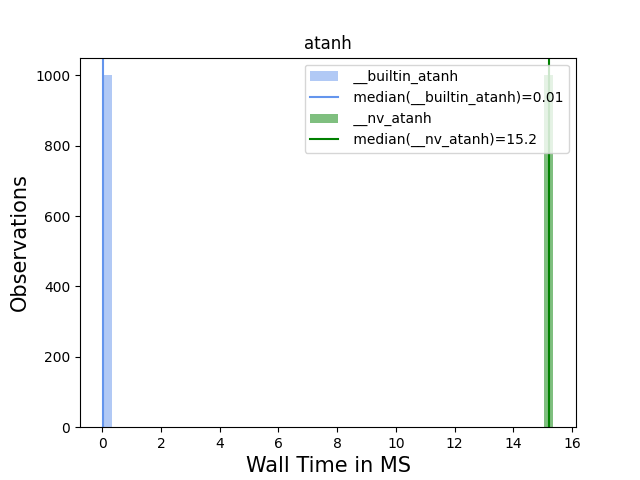 atanh
__builtin_atanh
median(__builtin_atanh)=0.01
__nv_atanh
median(__nv_atanh)=15.2
Observations
1000
800
600
400
200
0
0 2 4 6 8 10 12 14 16
Wall Time in MS